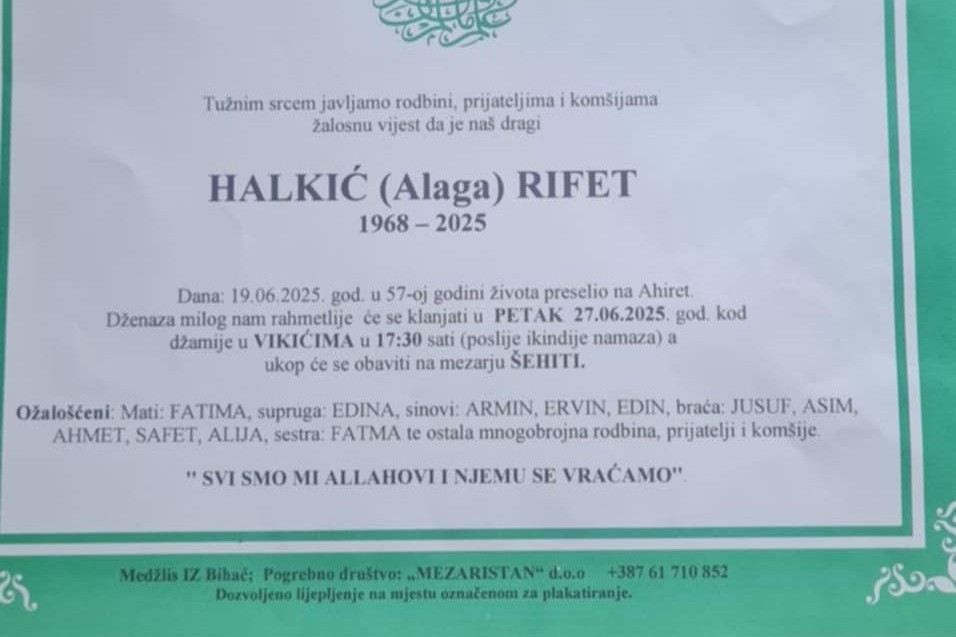 Tužnim srcem javljamo rodbini, prijateljima i komšijama
žalosnu vijest da je naš dragi
HALKIĆ (Alaga) RIFET
1968 – 2025
Dana: 19.06.2025. god. u 57-oj godini života preselio na Ahiret.
Dženaza milog nam rahmetlije će se klanjati u PETAK 27.06.2025. god. kod
džamije u VIKIĆIMA u 17:30 sati (poslije ikindije namaza) a
ukop će se obaviti na mezarju ŠEHITI.
Ožalošćeni: Mati: FATIMA, supruga: EDINA, sinovi: ARMIN, ERVIN, EDIN, braća: JUSUF, ASIM,
AHMET, SAFET, ALIJA, sestra: FATMA te ostala mnogobrojna rodbina, prijatelji i komšije.
" SVI SMO MI ALLAHOVI I NJEMU SE VRAĆAMO".
Medžlis IZ Bihać; Pogrebno društvo: „MEZARISTAN“ d.o.o +387 61 710 852
Dozvoljeno lijepljenje na mjestu označenom za plakatiranje.